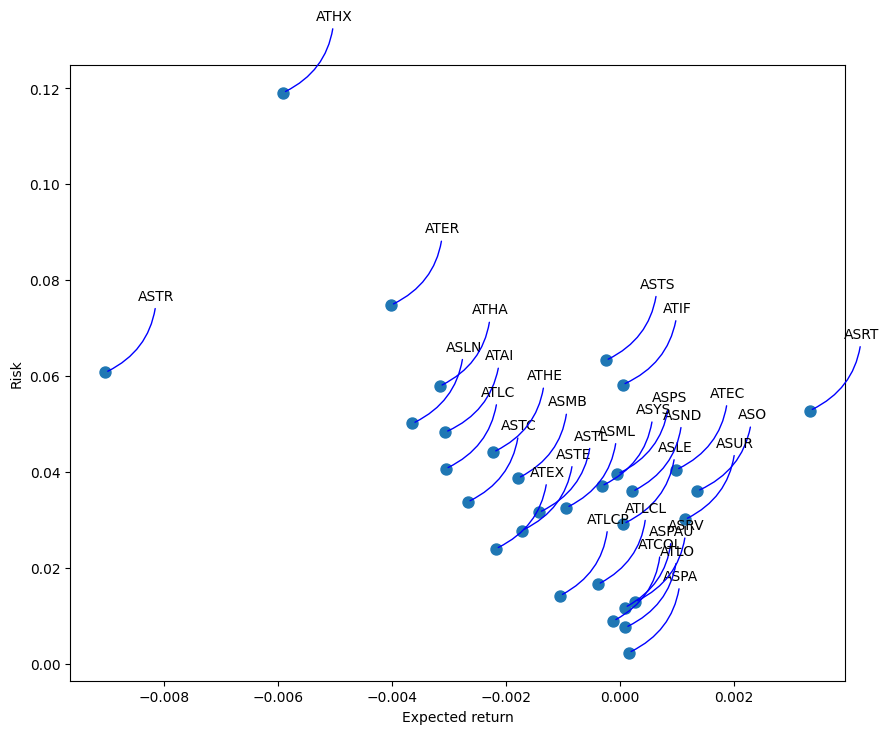 ATHX
0.12
0.10
ATER
0.08
ASTS
ASTR
ATHA
ATIF
ASRT
ASLN
ATAI
0.06
ATHE
ATLC
ASMB
ASPS
ATEC
ASYS
ASND
ASO
ASTC
ASTL
ASML
ASUR
ASLE
ASTE
0.04
ATEX
ATLCP
ATLCL
ASRV
ASPAU
ATCOL
ATLO
0.02
ASPA
0.00
−0.008
−0.006
−0.004
−0.002
0.000
0.002
Expected return
Risk